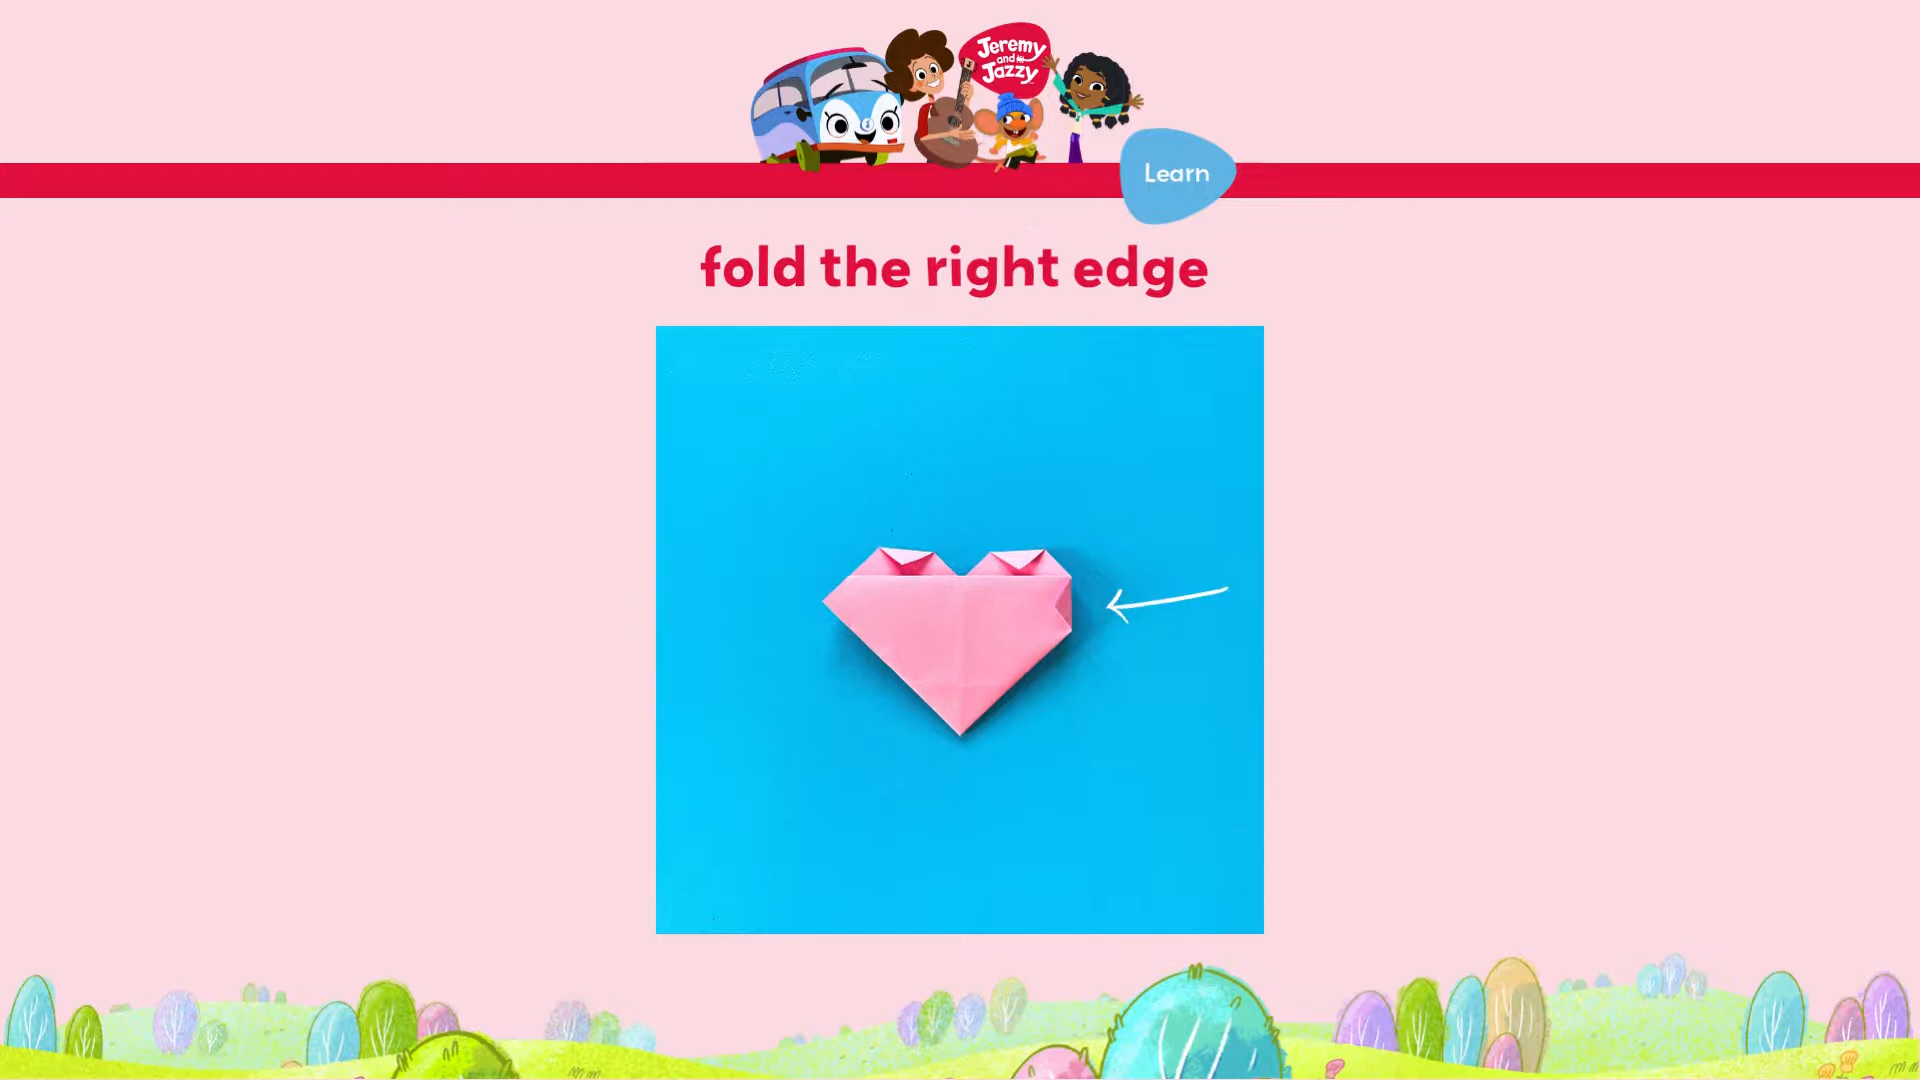 Jeremy
and the
Jazzy
Learn
fold the right edge